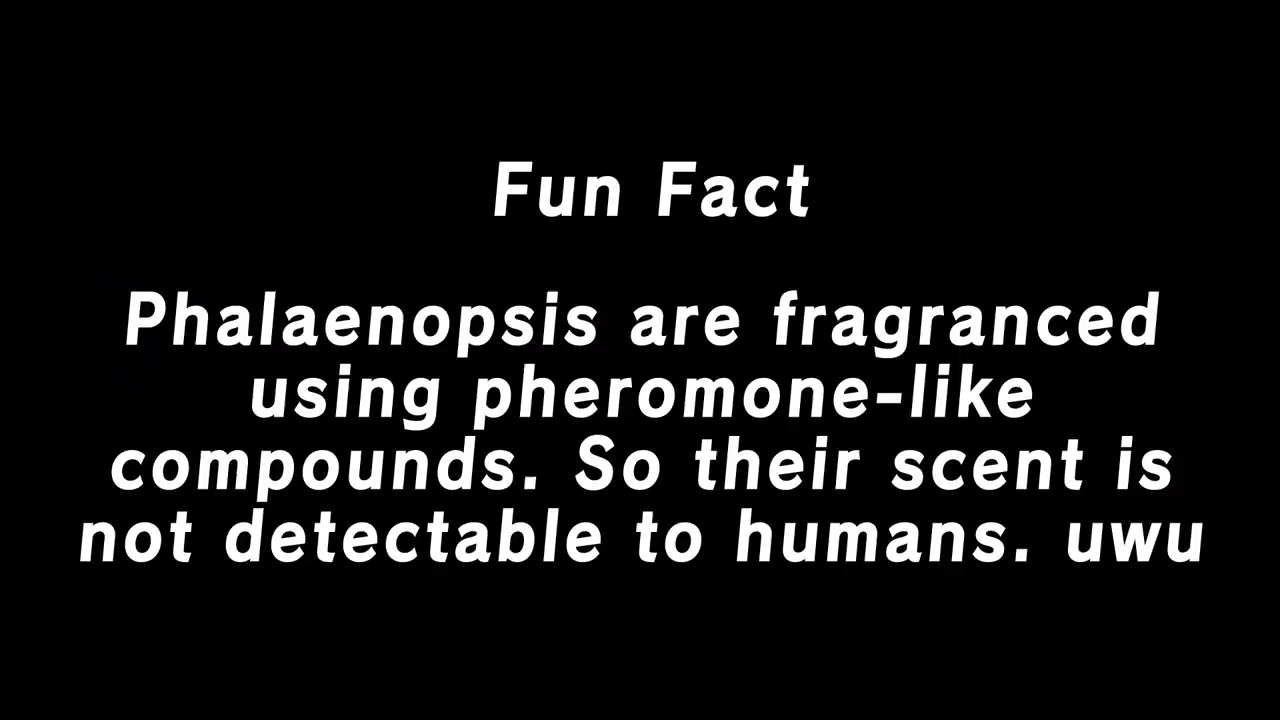 Fun Fact
Phalaenopsis are fragranced
using pheromone-like
compounds. So their scent is
not detectable to humans. uwu